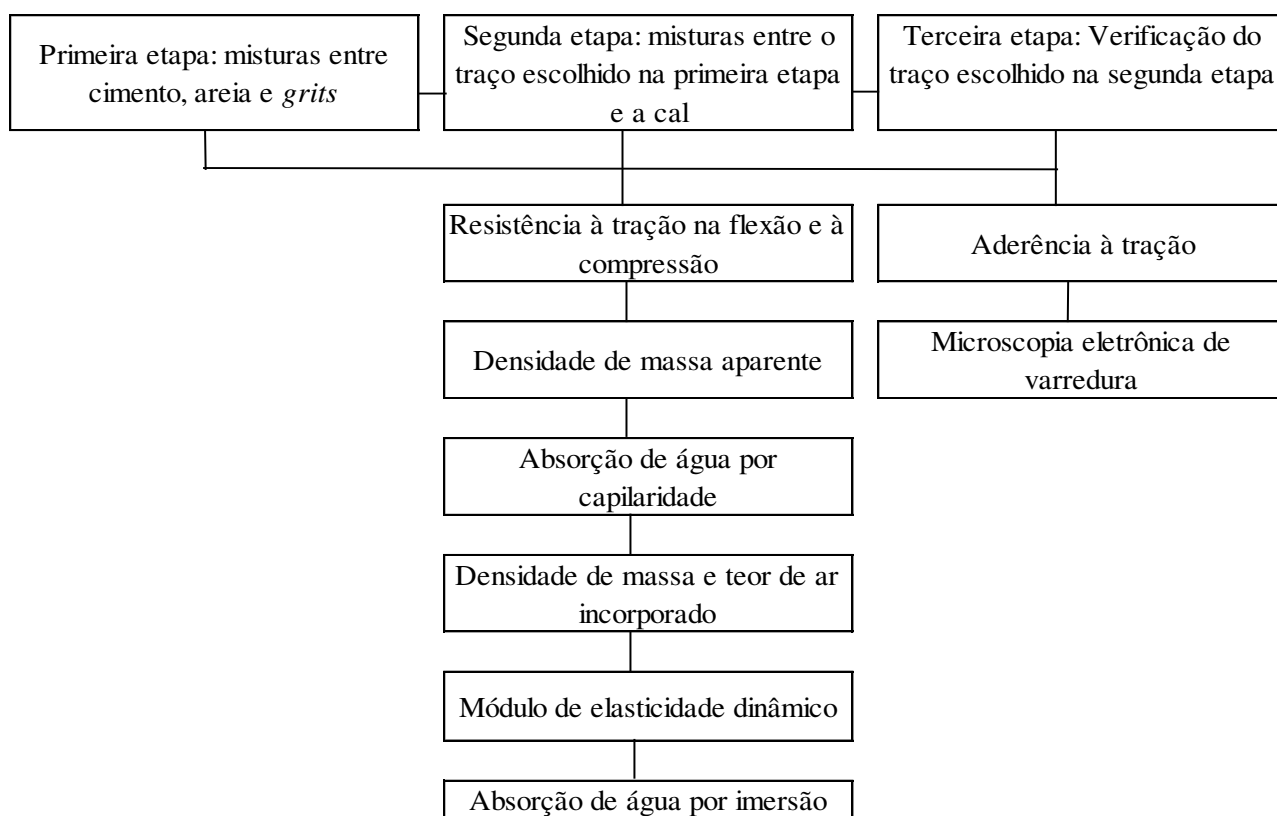 Primeira etapa: misturas entre
cimento, areia e grits
Segunda etapa: misturas entre o
traço escolhido na primeira etapa
e a cal
Terceira etapa: Verificação do
traço escolhido na segunda etapa
Resistência à tração na flexão e à
compressão
Aderência à tração
Densidade de massa aparente
Microscopia eletrônica de
varredura
Absorção de água por
capilaridade
Densidade de massa e teor de ar
incorporado
Módulo de elasticidade dinâmico
Absorção de água por imersão